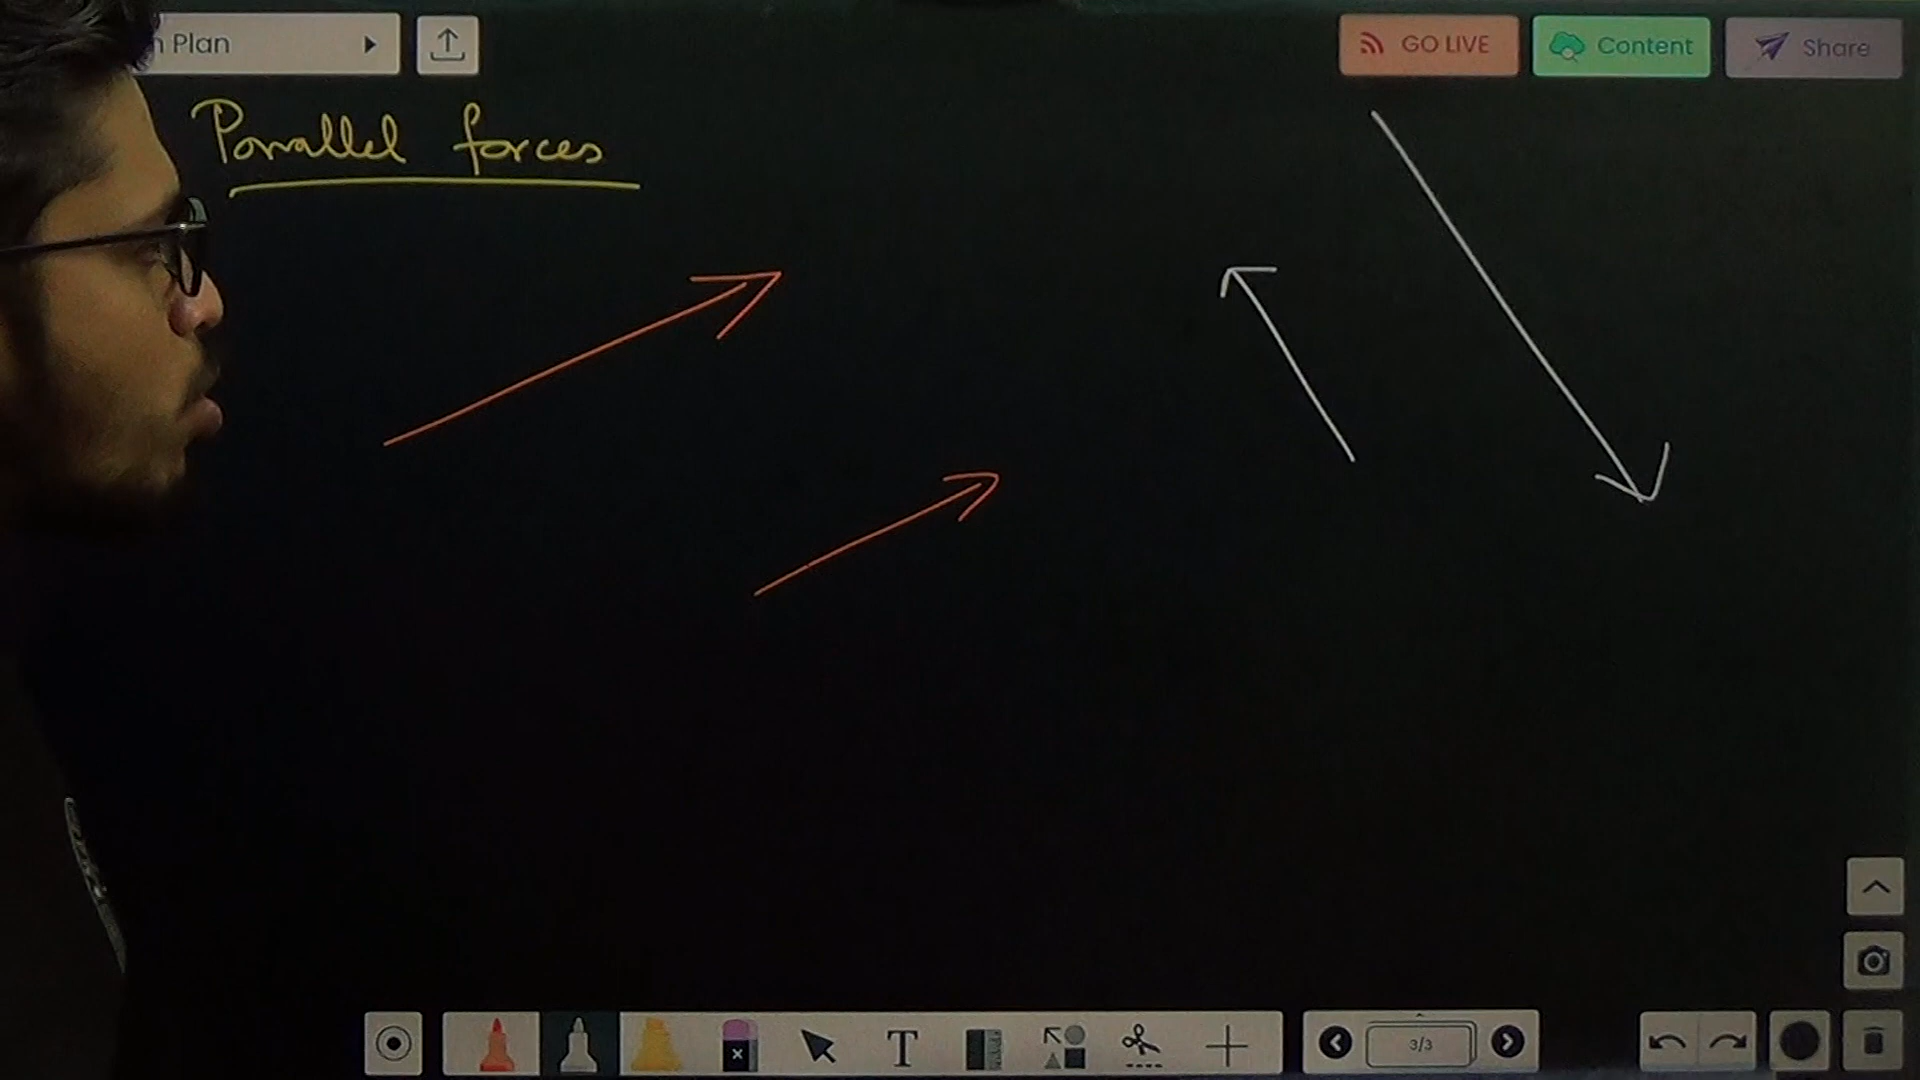 Plan
GO LIVE
Content
Share
Parallel forces
T
3/3